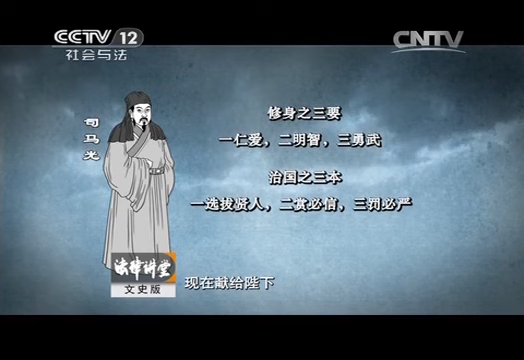 CCTV 12
社会与法
CNTV
司马光
修身之三要
一仁爱，二明智，三勇武
治国之三本
一选拔贤人，二赏必信，三罚必严
法律讲堂
文史版
现在献给陛下